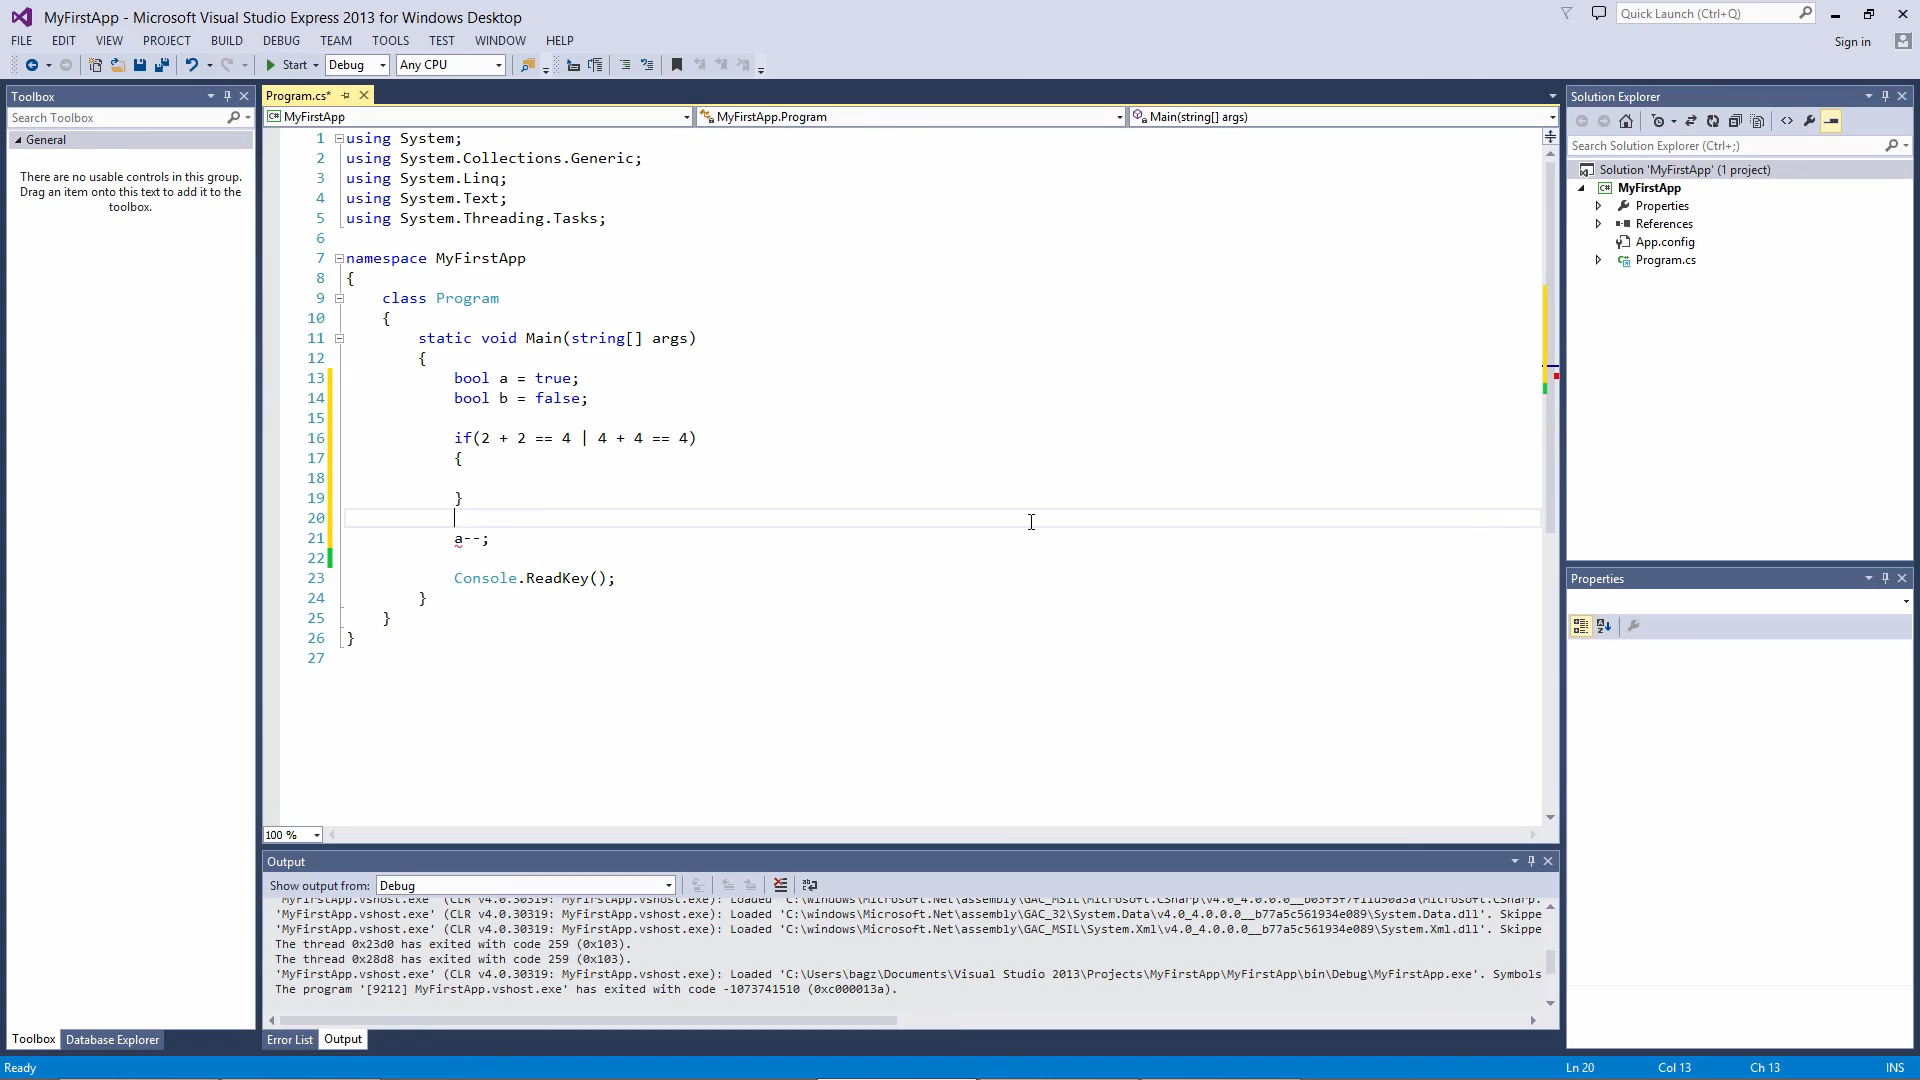 MyFirstApp - Microsoft Visual Studio Express 2013 for Windows Desktop
Quick Launch (Ctrl+Q)
FILE EDIT VIEW PROJECT BUILD DEBUG TEAM TOOLS TEST WINDOW HELP
Sign in
Start Debug Any CPU
Toolbox
Search Toolbox
General
There are no usable controls in this group.
Drag an item onto this text to add it to the
toolbox.
Program.cs*
MyFirstApp MyFirstApp.Program Main(string[] args)
1 using System;
2 using System.Collections.Generic;
3 using System.Linq;
4 using System.Text;
5 using System.Threading.Tasks;
6
7 namespace MyFirstApp
8 {
9 class Program
10 {
11 static void Main(string[] args)
12 {
13 bool a = true;
14 bool b = false;
15
16 if(2 + 2 == 4 | 4 + 4 == 4)
17 {
18
19 }
20
21 a--;
22
23 Console.ReadKey();
24 }
25 }
26 }
27
100 %
Solution Explorer
Search Solution Explorer (Ctrl+;)
Solution 'MyFirstApp' (1 project)
C# MyFirstApp
Properties
References
App.config
C# Program.cs
Properties
Output
Show output from: Debug
'MyFirstApp.vshost.exe' (CLR v4.0.30319: MyFirstApp.vshost.exe): Loaded 'C:\windows\Microsoft.Net\assembly\GAC_32\System.Data\v4.0_4.0.0.0__b77a5c561934e089\System.Data.dll'. Skippe
'MyFirstApp.vshost.exe' (CLR v4.0.30319: MyFirstApp.vshost.exe): Loaded 'C:\windows\Microsoft.Net\assembly\GAC_MSIL\System.Xml\v4.0_4.0.0.0__b77a5c561934e089\System.Xml.dll'. Skippe
The thread 0x23d0 has exited with code 259 (0x103).
The thread 0x28d8 has exited with code 259 (0x103).
'MyFirstApp.vshost.exe' (CLR v4.0.30319: MyFirstApp.vshost.exe): Loaded 'C:\Users\bagz\Documents\Visual Studio 2013\Projects\MyFirstApp\MyFirstApp\bin\Debug\MyFirstApp.exe'. Symbols
The program '[9212] MyFirstApp.vshost.exe' has exited with code -1073741510 (0xc000013a).
Toolbox Database Explorer
Error List Output
Ready
Ln 20 Col 13 Ch 13 INS